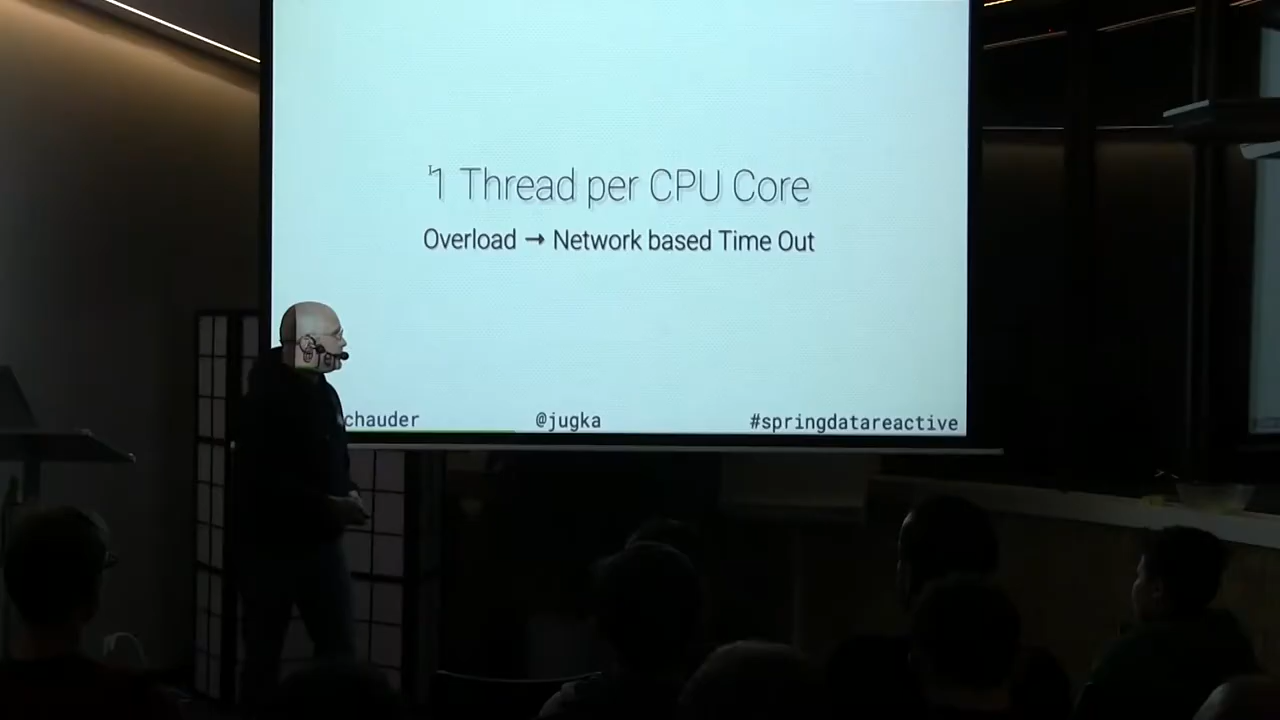 1 Thread per CPU Core
Overload → Network based Time Out
chauder @jugka #springdatareactive